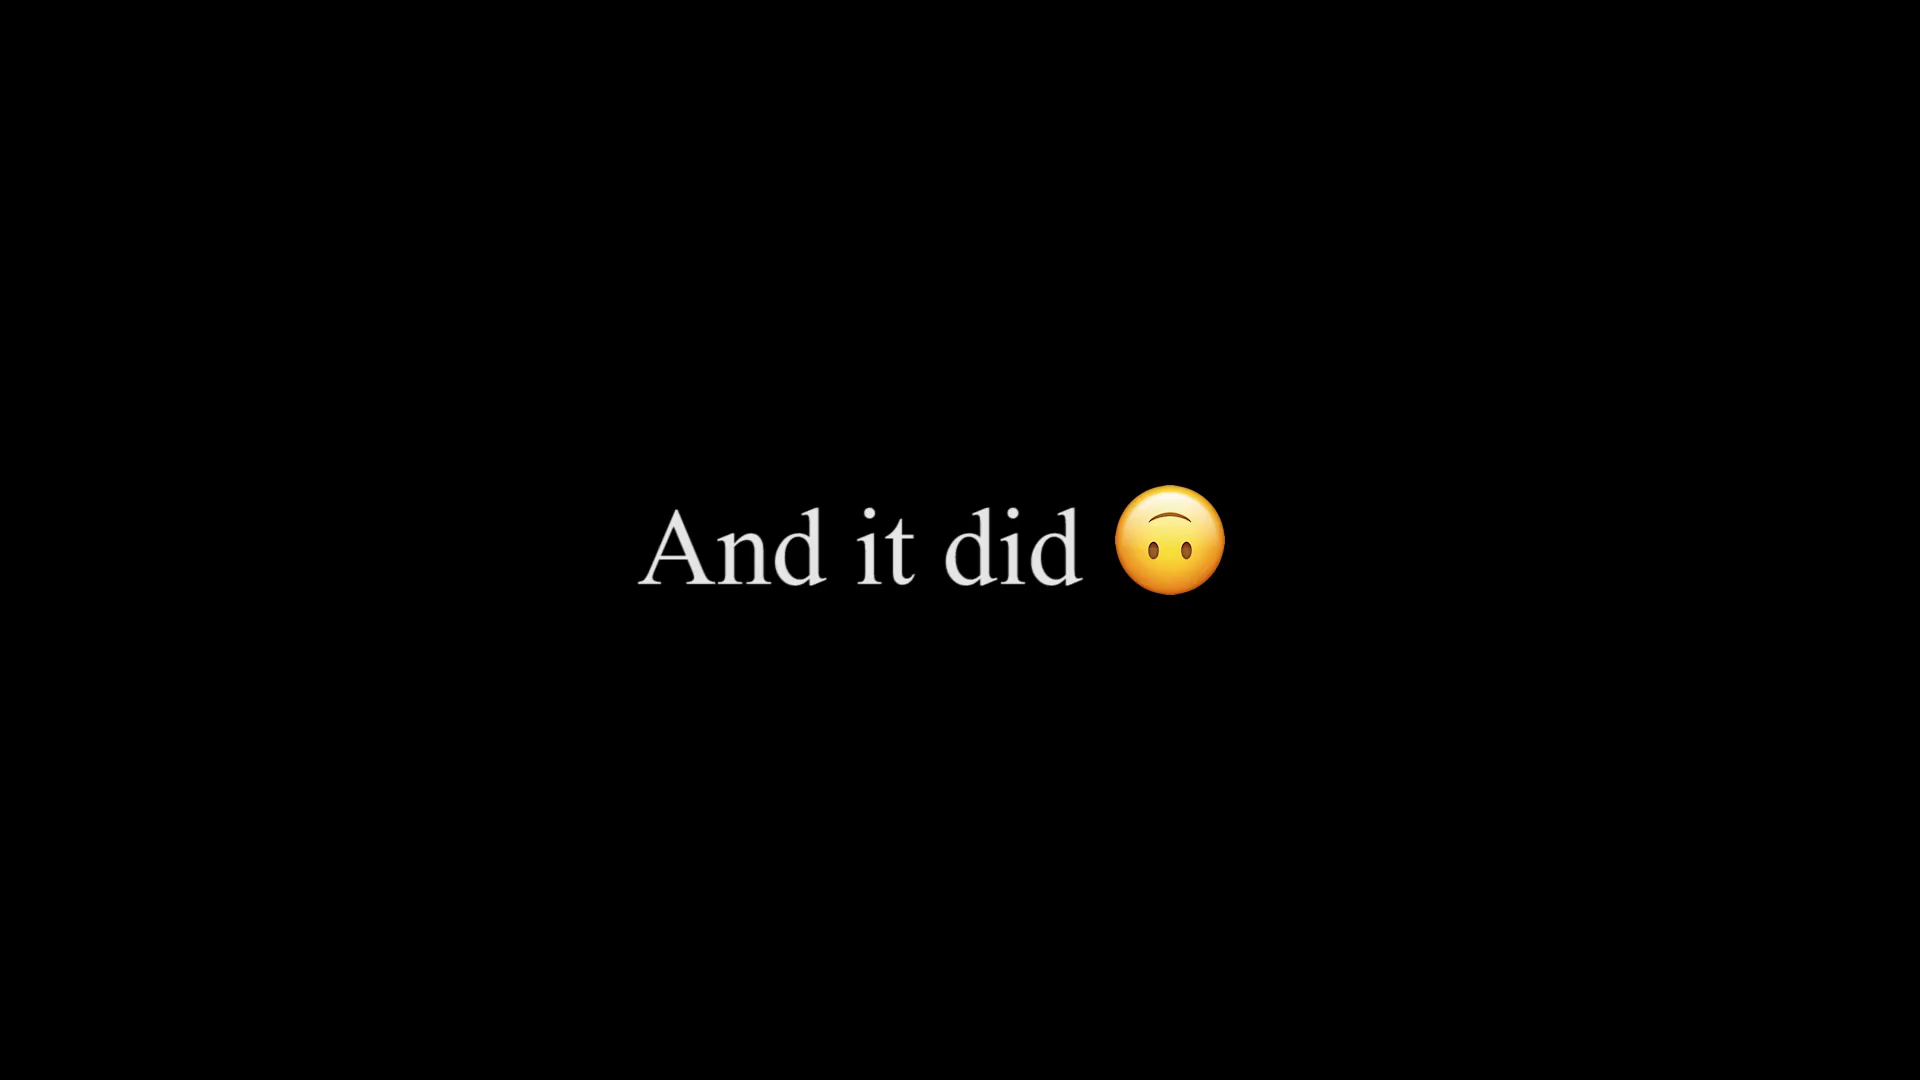 And it did 🙃